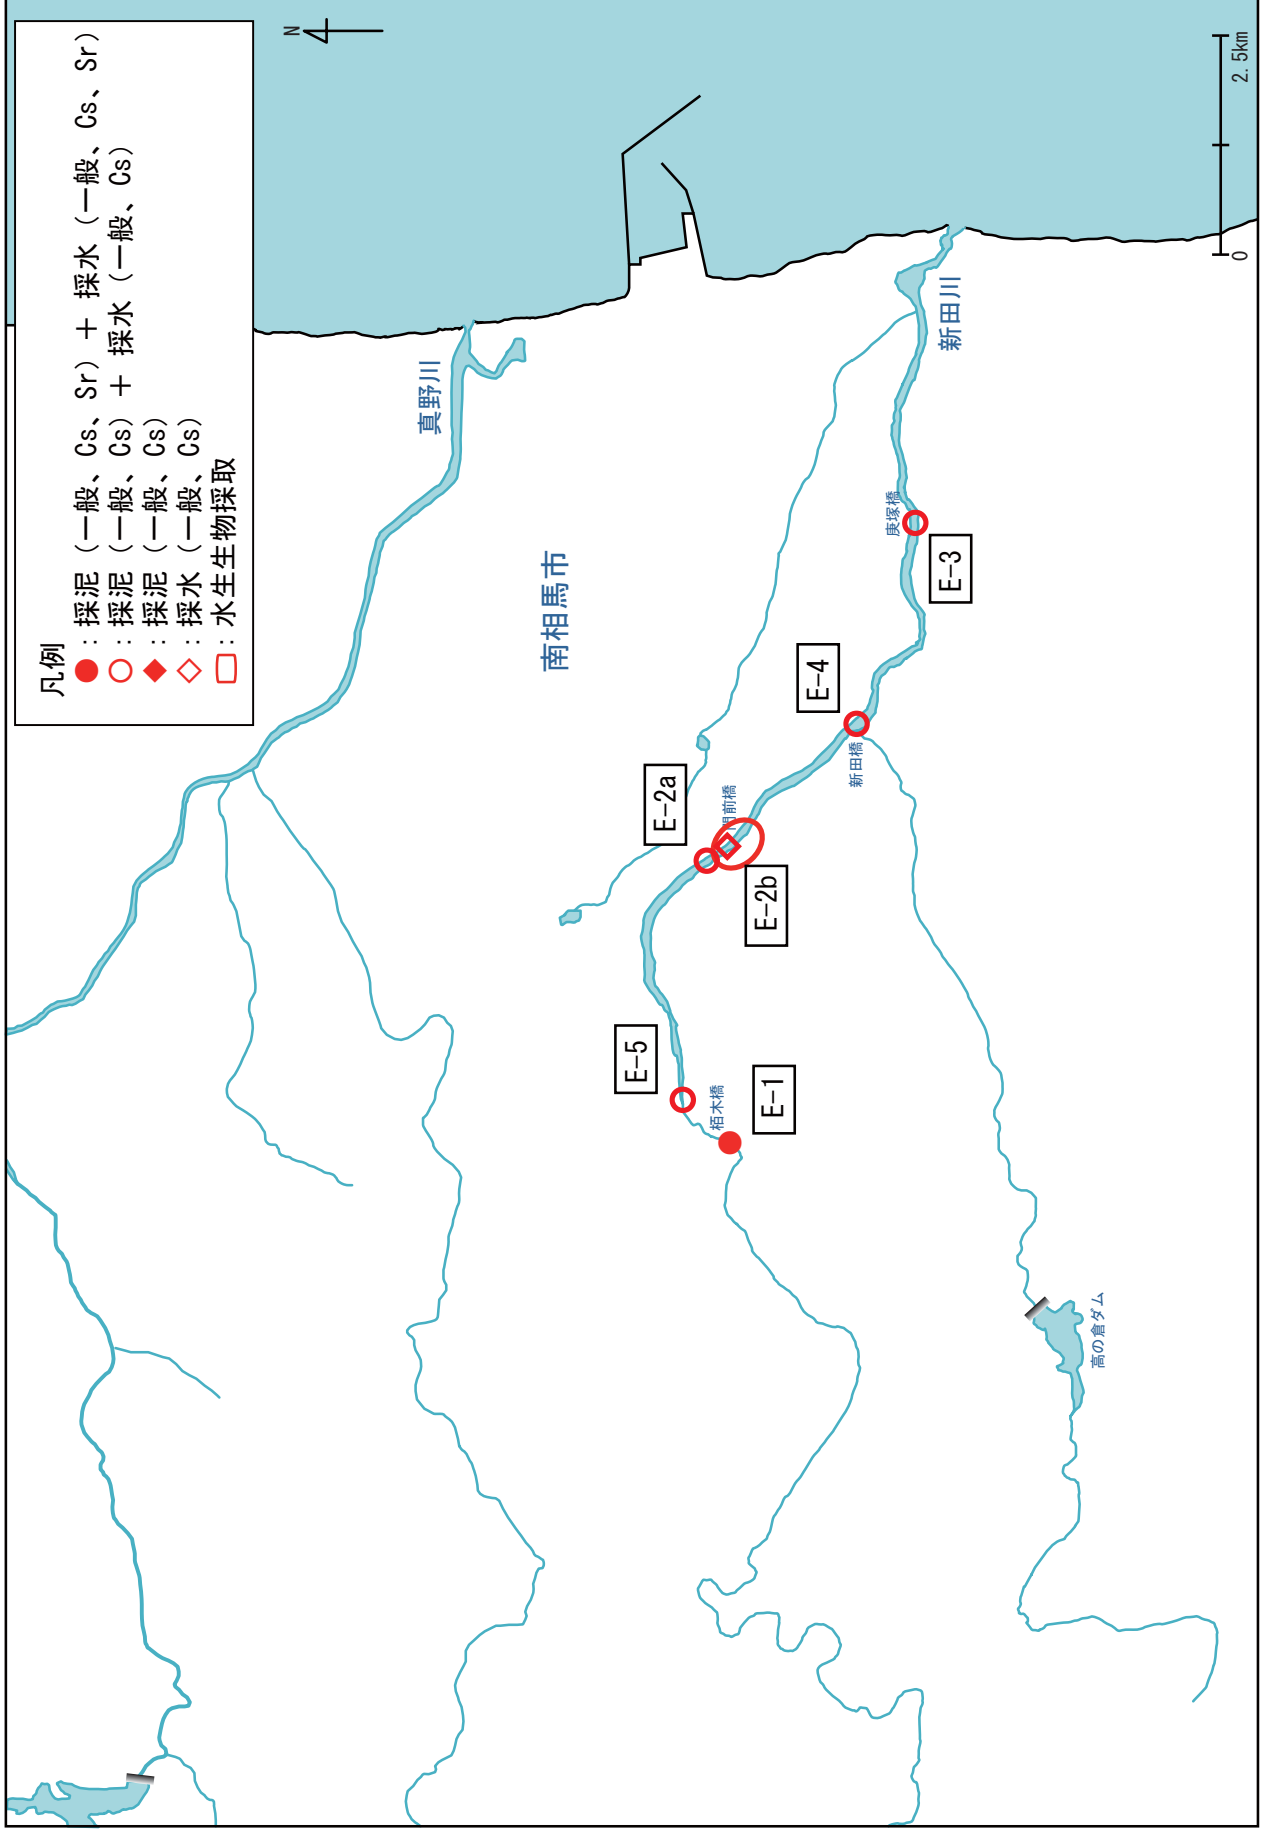 凡例
●：採泥（一般、Cs、Sr）＋ 採水（一般、Cs、Sr）
○：採泥（一般、Cs）＋ 採水（一般、Cs）
◆：採泥（一般、Cs）
◇：採水（一般、Cs）
：水生生物採取
N
真野川
南相馬市
新田川
E-5
栢木橋
E-1
E-2a
門前橋
E-2b
E-4
新田橋
庚塚橋
E-3
高の倉ダム
0
2.5km